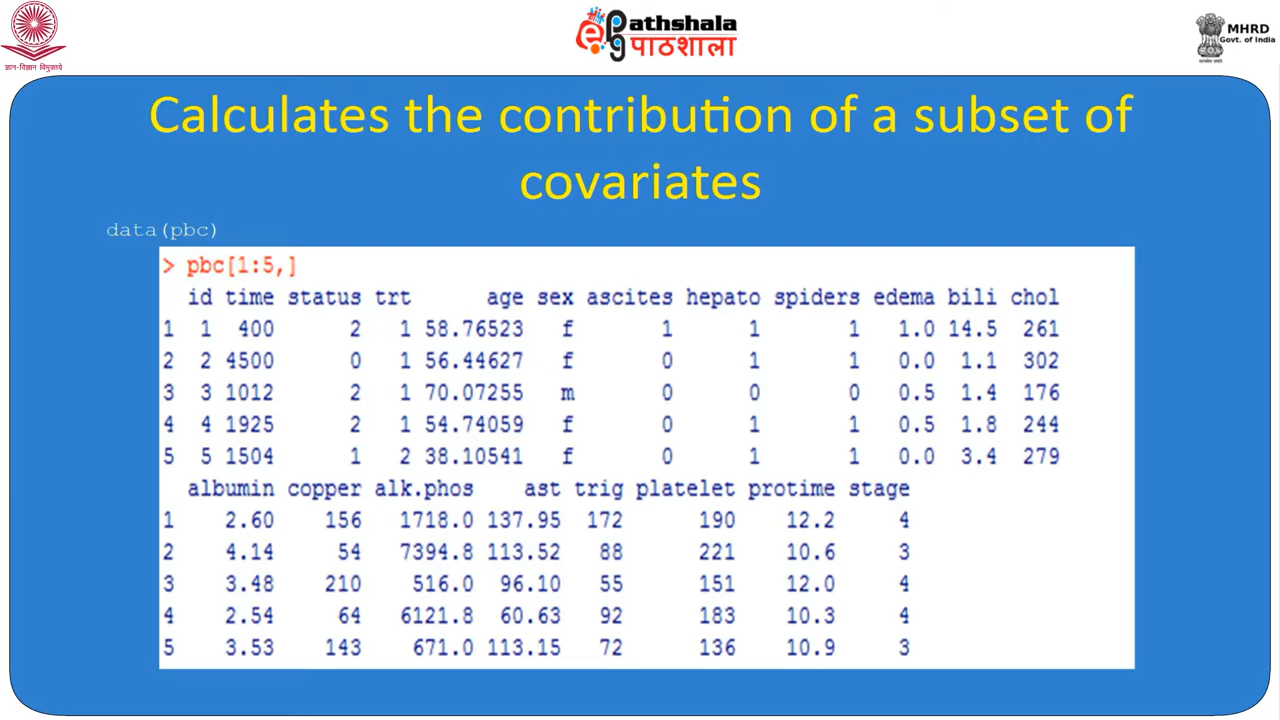 ज्ञान-विज्ञान विमुक्तये
e Pathshala
pg पाठशाला
MHRD
Govt. of India
Calculates the contribution of a subset of
covariates
data(pbc)
> pbc[1:5,]
id time status trt age sex ascites hepato spiders edema bili chol
1 1 400 2 1 58.76523 f 1 1 1 1.0 14.5 261
2 2 4500 0 1 56.44627 f 0 1 1 0.0 1.1 302
3 3 1012 2 1 70.07255 m 0 0 0 0.5 1.4 176
4 4 1925 2 1 54.74059 f 0 1 1 0.5 1.8 244
5 5 1504 1 2 38.10541 f 0 1 1 0.0 3.4 279
albumin copper alk.phos ast trig platelet protime stage
1 2.60 156 1718.0 137.95 172 190 12.2 4
2 4.14 54 7394.8 113.52 88 221 10.6 3
3 3.48 210 516.0 96.10 55 151 12.0 4
4 2.54 64 6121.8 60.63 92 183 10.3 4
5 3.53 143 671.0 113.15 72 136 10.9 3